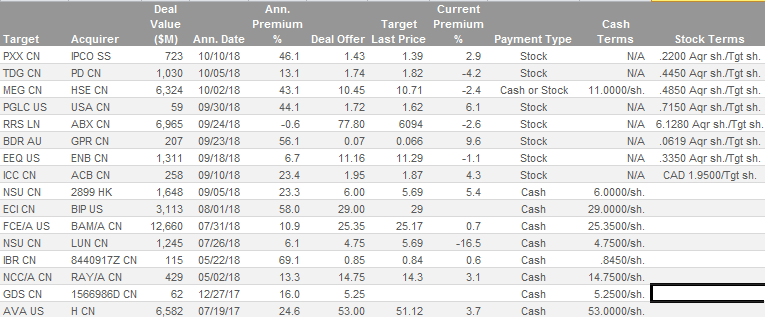 Deal Ann. Target Current
Value Premium Premium Cash
Target Acquirer ($M) Ann. Date % Deal Offer Last Price % Payment Type Terms Stock Terms
PXX CN IPCO SS 723 10/10/18 46.1 1.43 1.39 2.9 Stock N/A .2200 Aqr sh./Tgt sh.
TDG CN PD CN 1,030 10/05/18 13.1 1.74 1.82 -4.2 Stock N/A .4450 Aqr sh./Tgt sh.
MEG CN HSE CN 6,324 10/02/18 43.1 10.45 10.71 -2.4 Cash or Stock 11.0000/sh. .4850 Aqr sh./Tgt sh.
PGLC US USA CN 59 09/30/18 44.1 1.72 1.62 6.1 Stock N/A .7150 Aqr sh./Tgt sh.
RRS LN ABX CN 6,965 09/24/18 -0.6 77.80 6094 -2.6 Stock N/A 6.1280 Aqr sh./Tgt sh.
BDR AU GPR CN 207 09/23/18 56.1 0.07 0.066 9.6 Stock N/A .0619 Aqr sh./Tgt sh.
EEQ US ENB CN 1,311 09/18/18 6.7 11.16 11.29 -1.1 Stock N/A .3350 Aqr sh./Tgt sh.
ICC CN ACB CN 258 09/10/18 23.4 1.95 1.87 4.3 Stock N/A CAD 1.9500/Tgt sh.
NSU CN 2899 HK 1,648 09/05/18 23.3 6.00 5.69 5.4 Cash 6.0000/sh.
ECI CN BIP US 3,113 08/01/18 58.0 29.00 29 Cash 29.0000/sh.
FCE/A US BAM/A CN 12,660 07/31/18 10.9 25.35 25.17 0.7 Cash 25.3500/sh.
NSU CN LUN CN 1,245 07/26/18 6.1 4.75 5.69 -16.5 Cash 4.7500/sh.
IBR CN 8440917Z CN 115 05/22/18 69.1 0.85 0.84 0.6 Cash .8450/sh.
NCC/A CN RAY/A CN 429 05/02/18 13.3 14.75 14.3 3.1 Cash 14.7500/sh.
GDS CN 1566986D CN 62 12/27/17 16.0 5.25 Cash 5.2500/sh.
AVA US H CN 6,582 07/19/17 24.6 53.00 51.12 3.7 Cash 53.0000/sh.